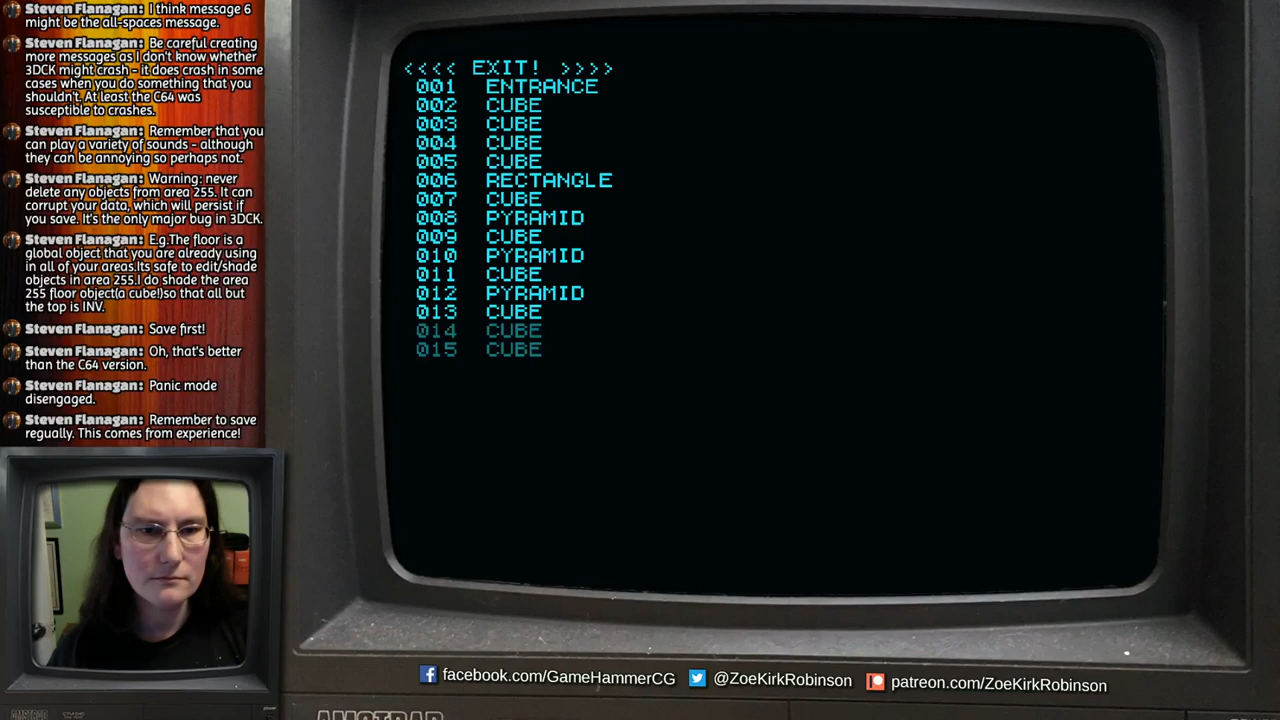 Steven Flanagan: I think message 6
might be the all-spaces message.
Steven Flanagan: Be careful creating
more messages as I don't know whether
3DCK might crash - it does crash in some
cases when you do something that you
shouldn't. At least the C64 was
susceptible to crashes.
Steven Flanagan: Remember that you
can play a variety of sounds - although
they can be annoying so perhaps not.
Steven Flanagan: Warning: never
delete any objects from area 255. It can
corrupt your data, which will persist if
you save. It's the only major bug in 3DCK.
Steven Flanagan: E.g.The floor is a
global object that you are already using
in all of your areas.Its safe to edit/shade
objects in area 255.I do shade the area
255 floor object(a cube!)so that all but
the top is INV.
Steven Flanagan: Save first!
Steven Flanagan: Oh, that's better
than the C64 version.
Steven Flanagan: Panic mode
disengaged.
Steven Flanagan: Remember to save
regually. This comes from experience!
<<<< EXIT! >>>>
001 ENTRANCE
002 CUBE
003 CUBE
004 CUBE
005 CUBE
006 RECTANGLE
007 CUBE
008 PYRAMID
009 CUBE
010 PYRAMID
011 CUBE
012 PYRAMID
013 CUBE
014 CUBE
015 CUBE
facebook.com/GameHammerCG @ZoeKirkRobinson patreon.com/ZoeKirkRobinson
AMSTRAD